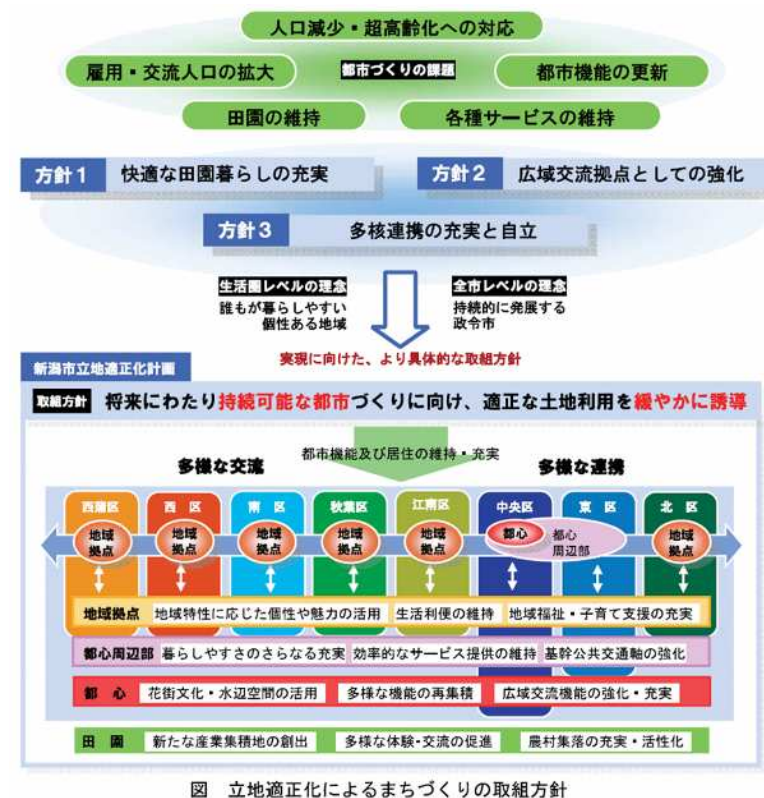 人口減少・超高齢化への対応
雇用・交流人口の拡大
都市づくりの課題
都市機能の更新
田園の維持
各種サービスの維持
方針1 快適な田園暮らしの充実
方針2 広域交流拠点としての強化
方針3 多核連携の充実と自立
生活圏レベルの理念
誰もが暮らしやすい
個性ある地域
全市レベルの理念
持続的に発展する
政令市
実現に向けた、より具体的な取組方針
新潟市立地適正化計画
取組方針 将来にわたり持続可能な都市づくりに向け、適正な土地利用を緩やかに誘導
都市機能及び居住の維持・充実
多様な交流
多様な連携
西蒲区 西 区 南 区 秋葉区 江南区 中央区 東 区 北 区
地域
拠点
地域
拠点
地域
拠点
地域
拠点
地域
拠点
都心
都心
周辺部
地域
拠点
地域拠点 地域特性に応じた個性や魅力の活用 生活利便の維持 地域福祉・子育て支援の充実
都心周辺部 暮らしやすさのさらなる充実 効率的なサービス提供の維持 基幹公共交通軸の強化
都 心 花街文化・水辺空間の活用 多様な機能の再集積 広域交流機能の強化・充実
田 園 新たな産業集積地の創出 多様な体験・交流の促進 農村集落の充実・活性化
図 立地適正化によるまちづくりの取組方針